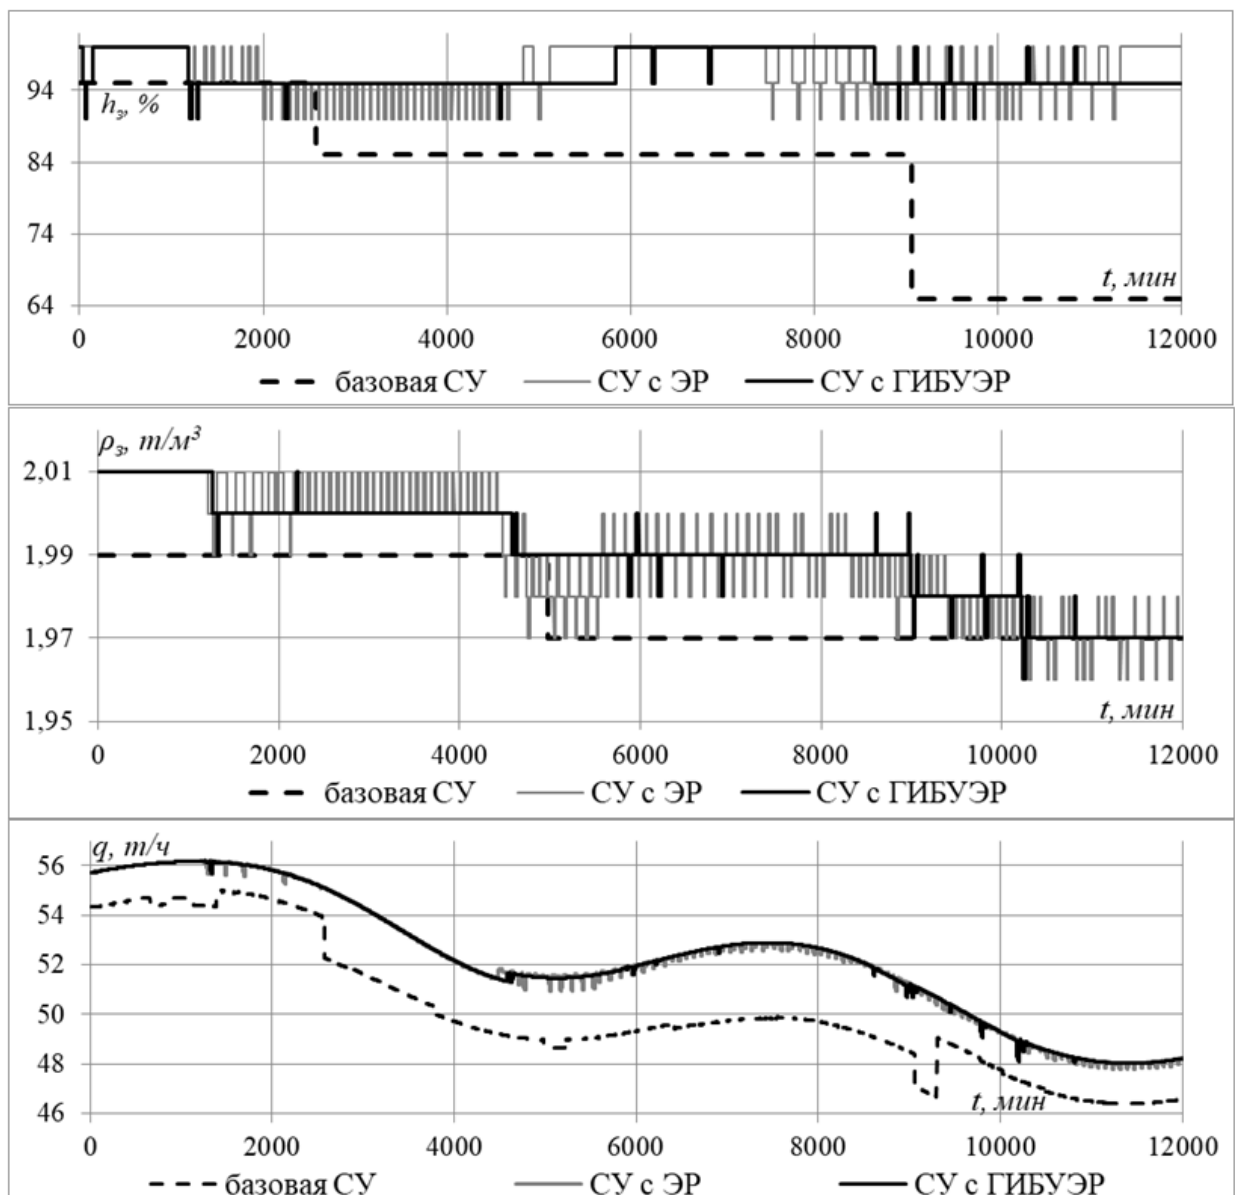 94
h₃, %
84
74
t, мин
64
0 2000 4000 6000 8000 10000 12000
базовая СУ СУ с ЭР СУ с ГИБУЭР
ρ₃, т/м³
2,01
1,99
1,97
1,95
t, мин
0 2000 4000 6000 8000 10000 12000
базовая СУ СУ с ЭР СУ с ГИБУЭР
q, т/ч
56
54
52
50
48
46
t, мин
0 2000 4000 6000 8000 10000 12000
базовая СУ СУ с ЭР СУ с ГИБУЭР